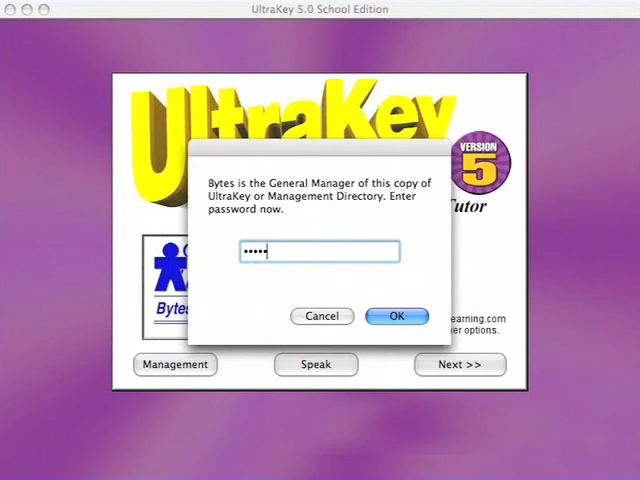 UltraKey 5.0 School Edition
UltraKey
VERSION
5
Tutor
Bytes is the General Manager of this copy of
UltraKey or Management Directory. Enter
password now.
•••••
Cancel
OK
Bytes
earning.com
er options.
Management
Speak
Next >>